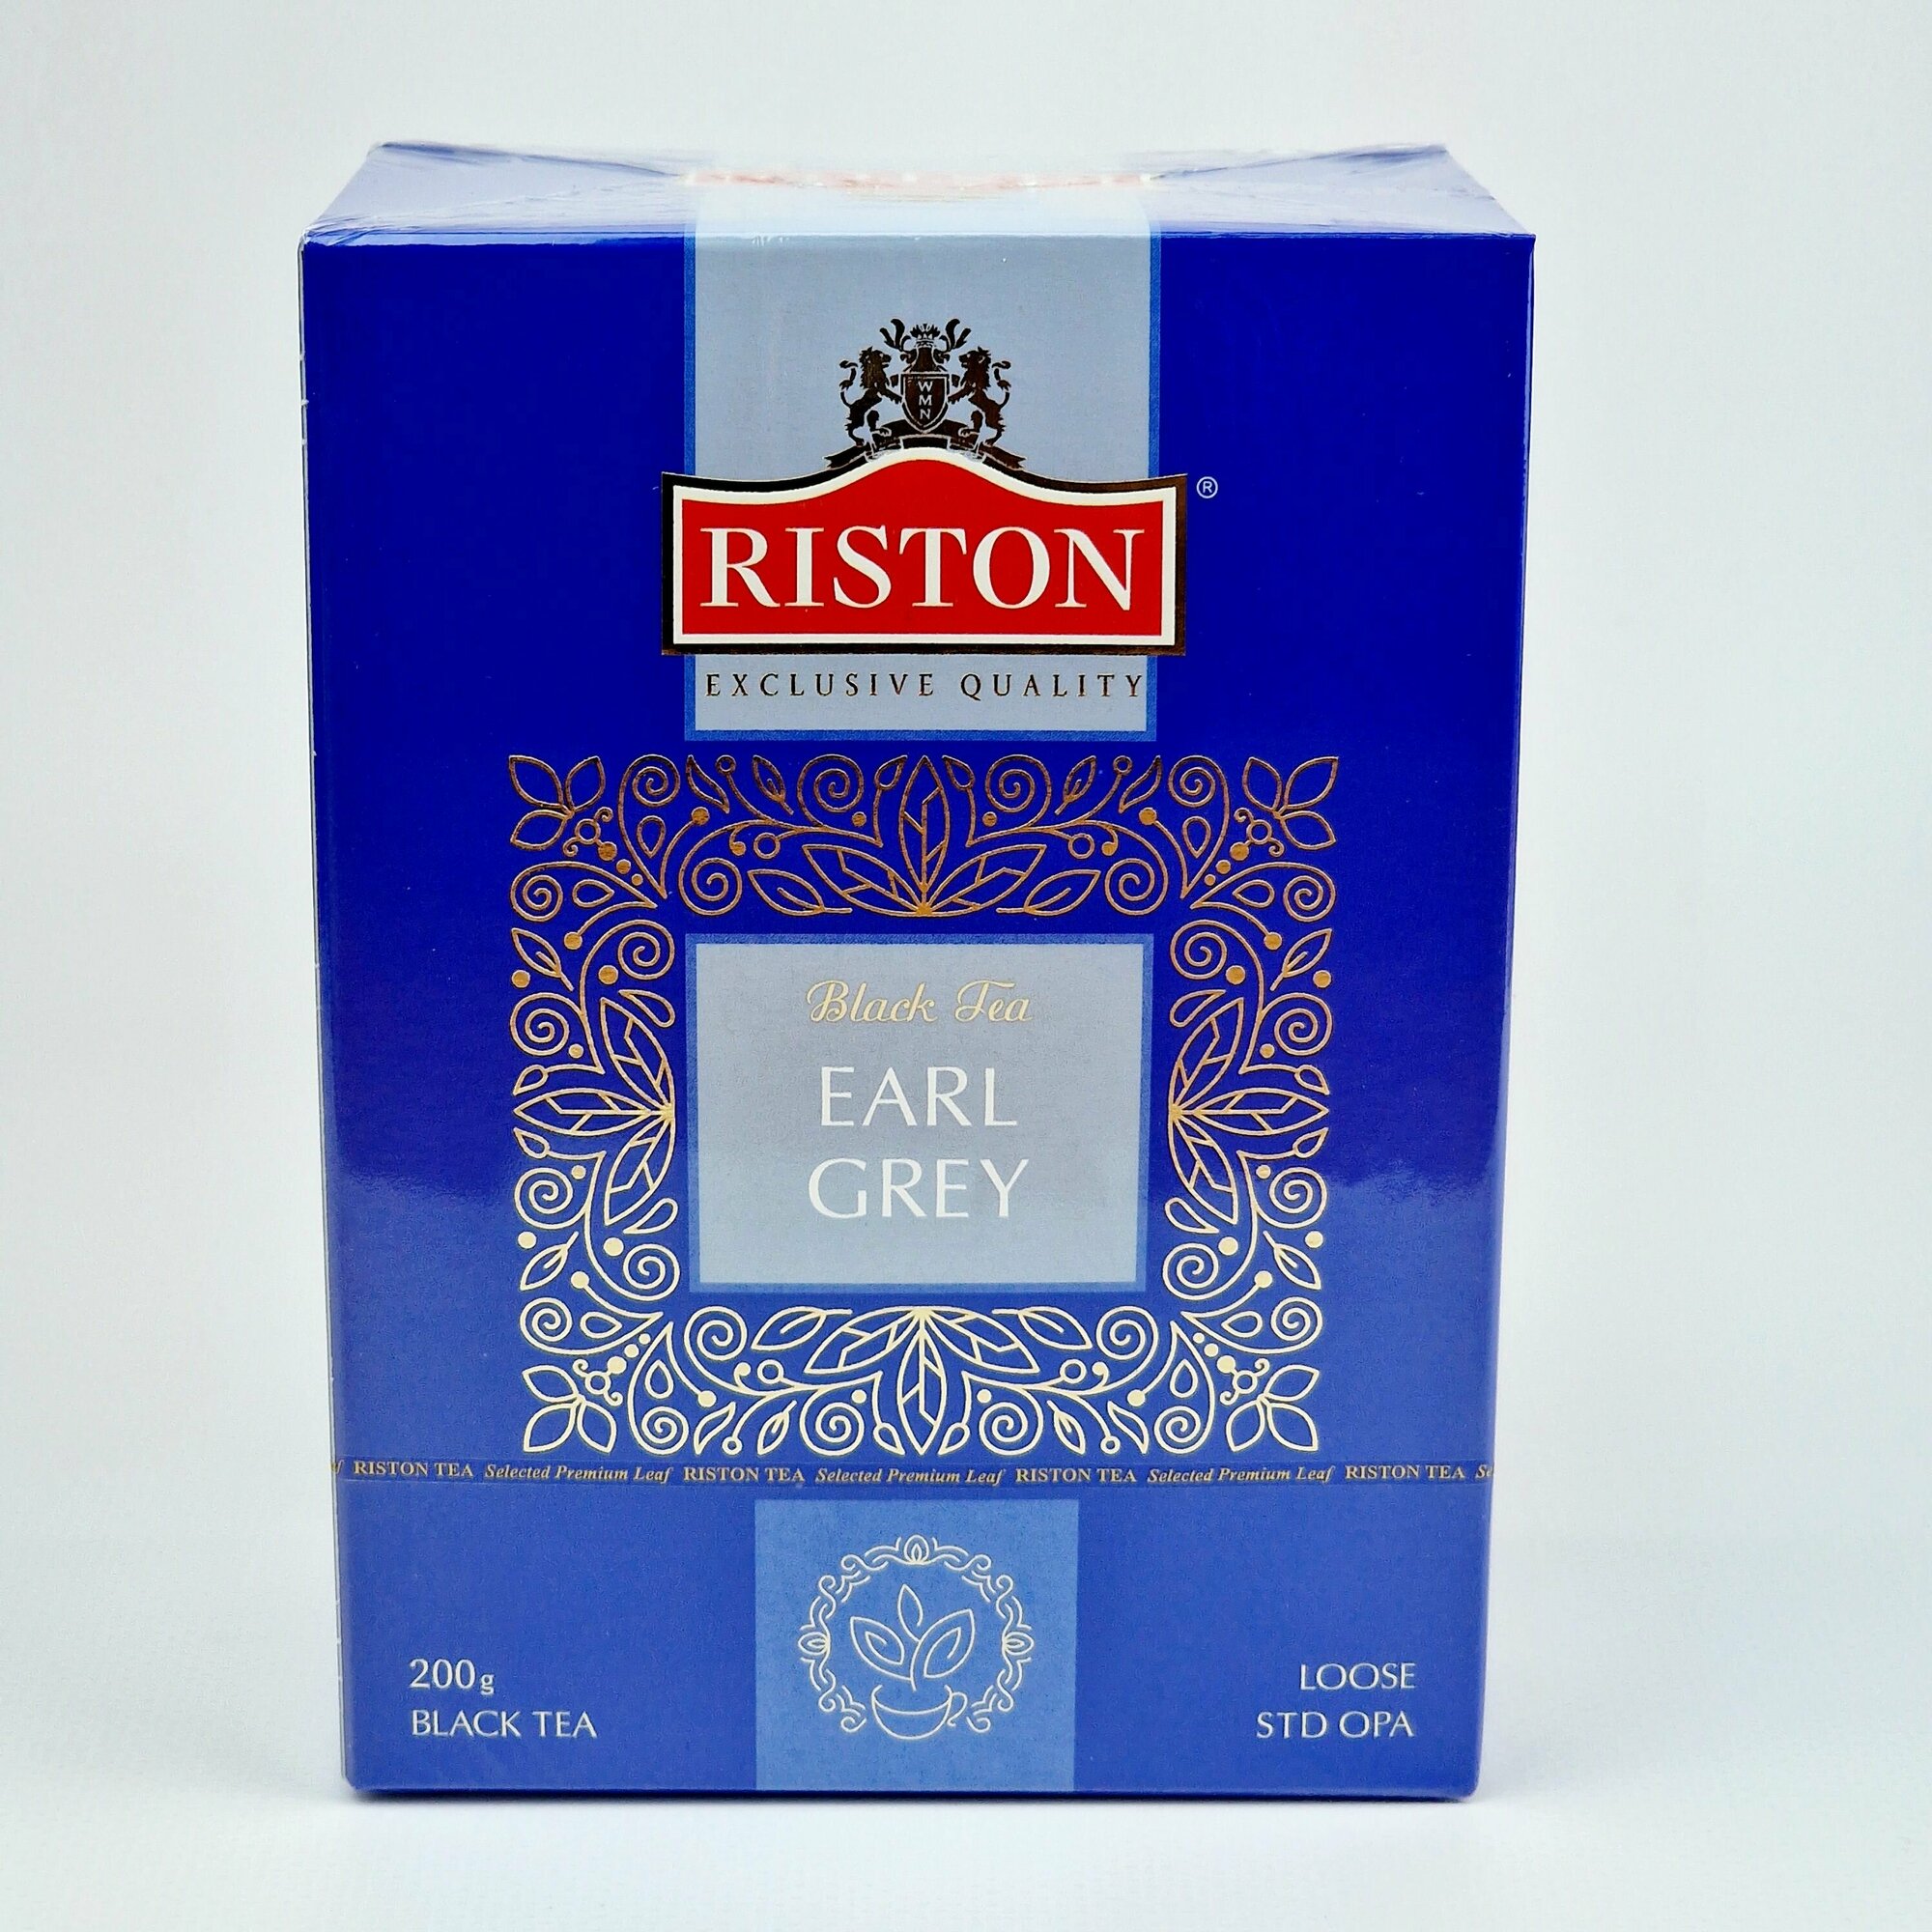 W
M
N
RISTON®
EXCLUSIVE QUALITY
Black Tea
EARL
GREY
RISTON TEA Selected Premium Leaf RISTON TEA Selected Premium Leaf RISTON TEA Selected Premium Leaf RISTON TEA
200g
BLACK TEA
LOOSE
STD OPA